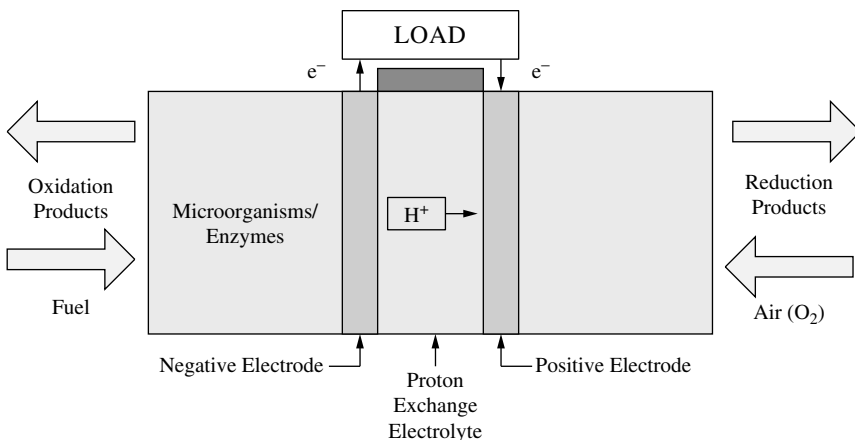 LOAD
e⁻
e⁻
Oxidation
Products
Microorganisms/
Enzymes
H⁺
Reduction
Products
Fuel
Air (O₂)
Negative Electrode
Proton
Exchange
Electrolyte
Positive Electrode